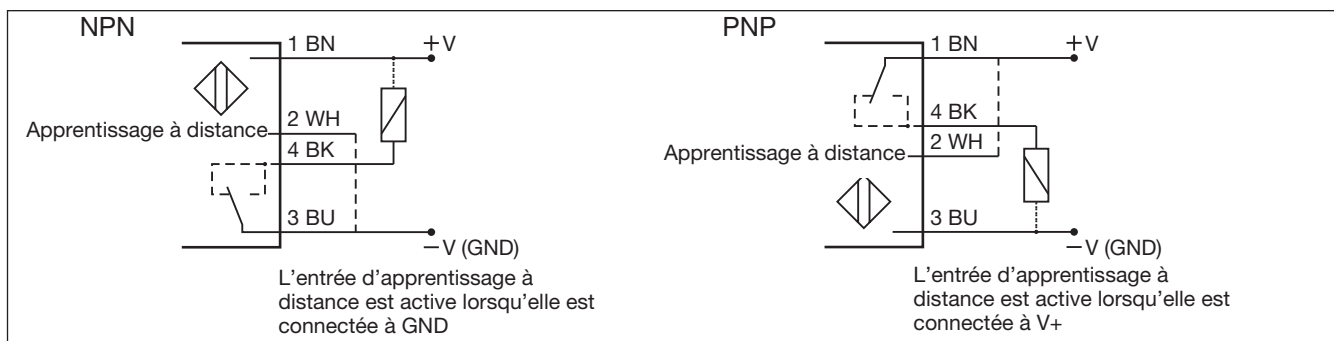 NPN
1 BN
+V
2 WH
Apprentissage à distance
4 BK
3 BU
−V (GND)
L'entrée d'apprentissage à
distance est active lorsqu'elle est
connectée à GND
PNP
1 BN
+V
4 BK
2 WH
Apprentissage à distance
3 BU
−V (GND)
L'entrée d'apprentissage à
distance est active lorsqu'elle est
connectée à V+